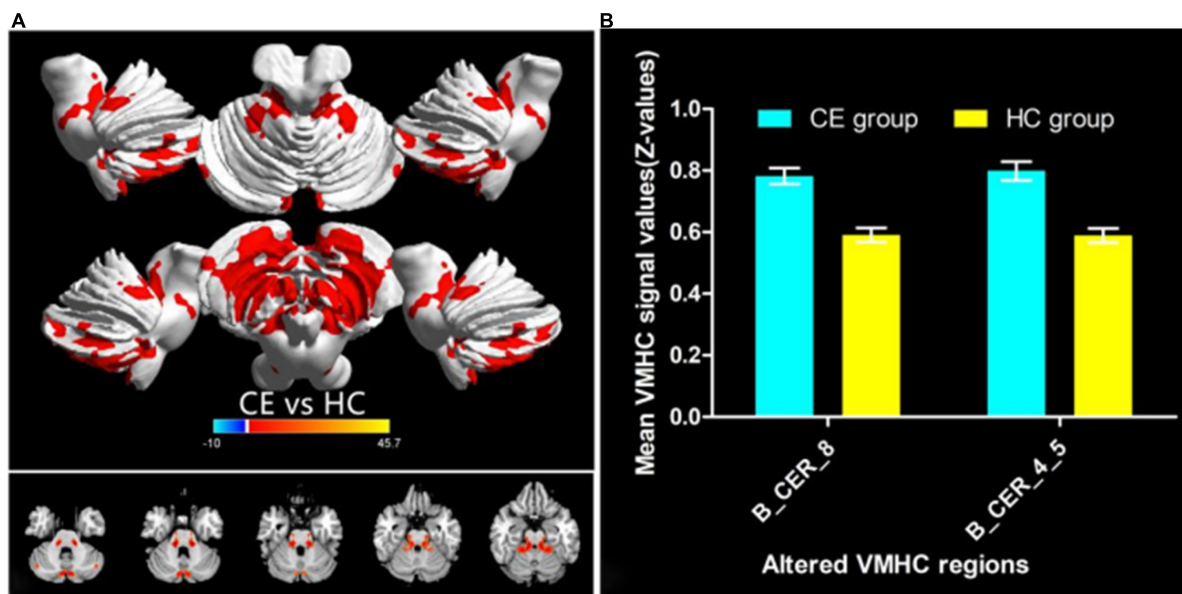 A
CE vs HC
-10 45.7
B
Mean VMHC signal values(Z-values)
1.0
0.8
0.6
0.4
0.2
0.0
CE group HC group
B_CER_8
B_CER_4_5
Altered VMHC regions